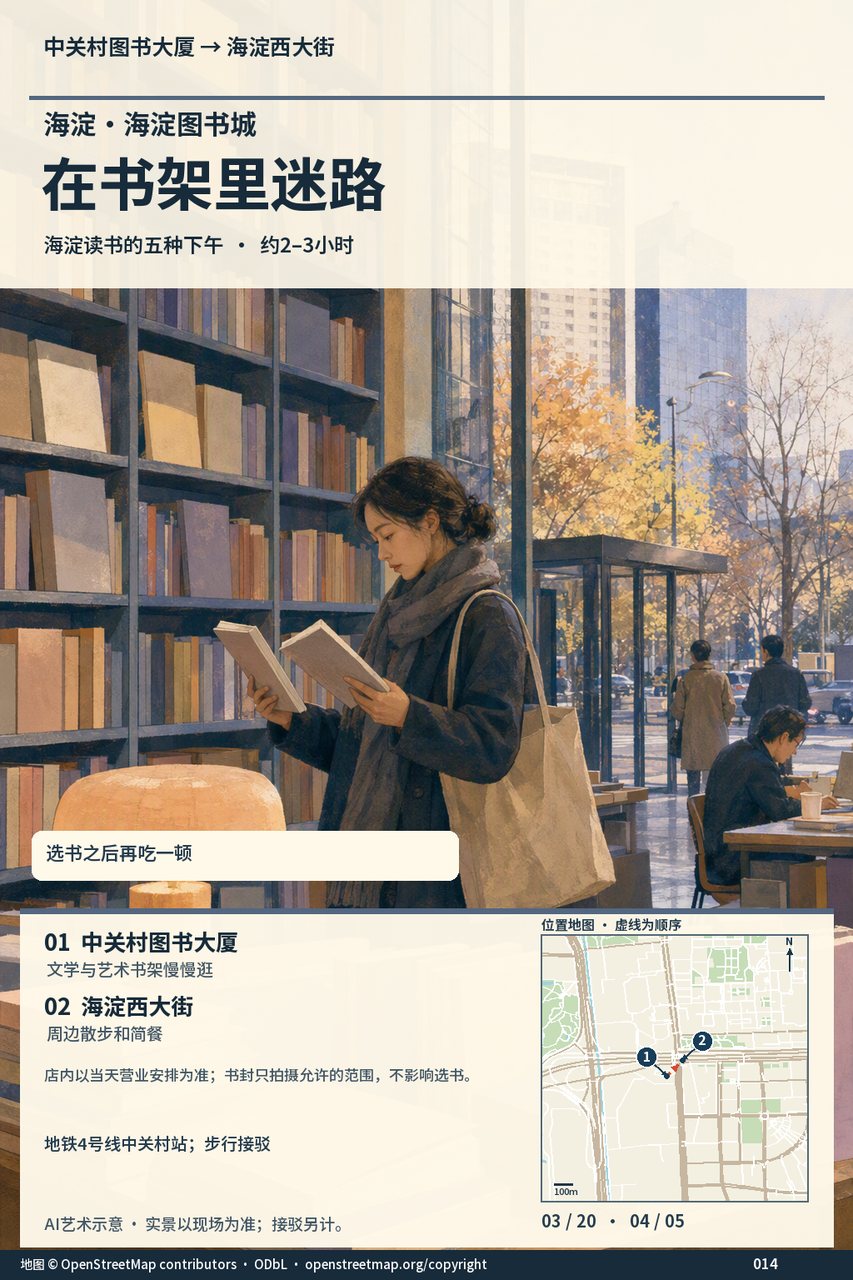 中关村图书大厦 → 海淀西大街
海淀・海淀图书城
在书架里迷路
海淀读书的五种下午 • 约2–3小时
选书之后再吃一顿
01 中关村图书大厦
文学与艺术书架慢慢逛
02 海淀西大街
周边散步和简餐
店内以当天营业安排为准；书封只拍摄允许的范围，不影响选书。
地铁4号线中关村站；步行接驳
AI艺术示意 · 实景以现场为准；接驳另计。
位置地图 • 虚线为顺序
N
1
2
100m
03 / 20 • 04 / 05
地图 © OpenStreetMap contributors · ODbL · openstreetmap.org/copyright
014